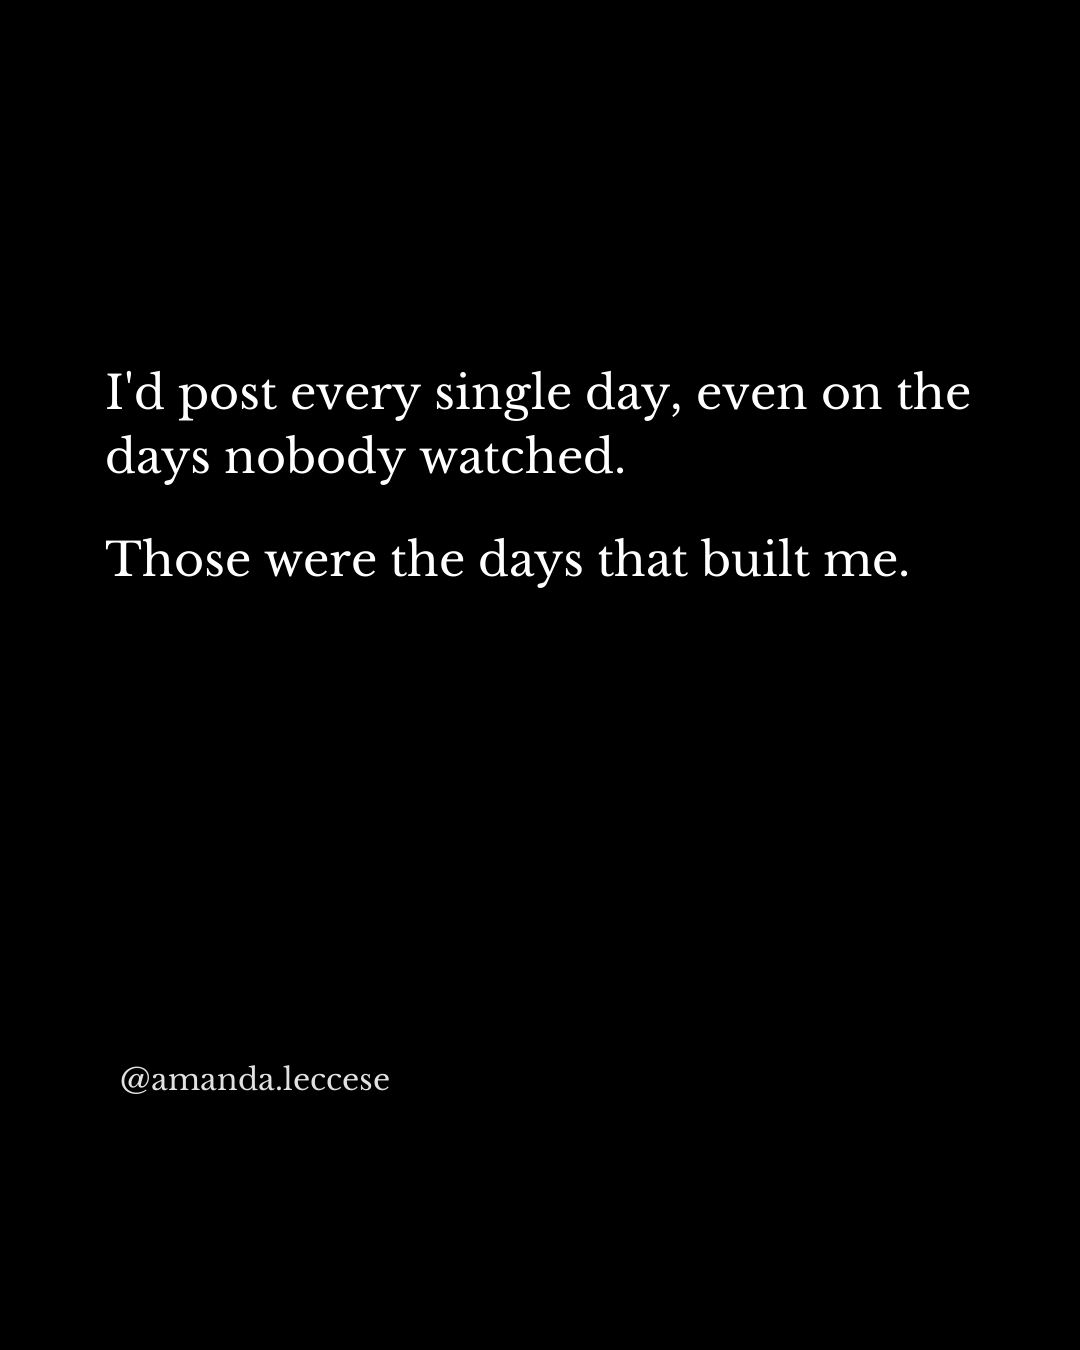 I'd post every single day, even on the
days nobody watched.
Those were the days that built me.
@amanda.leccese